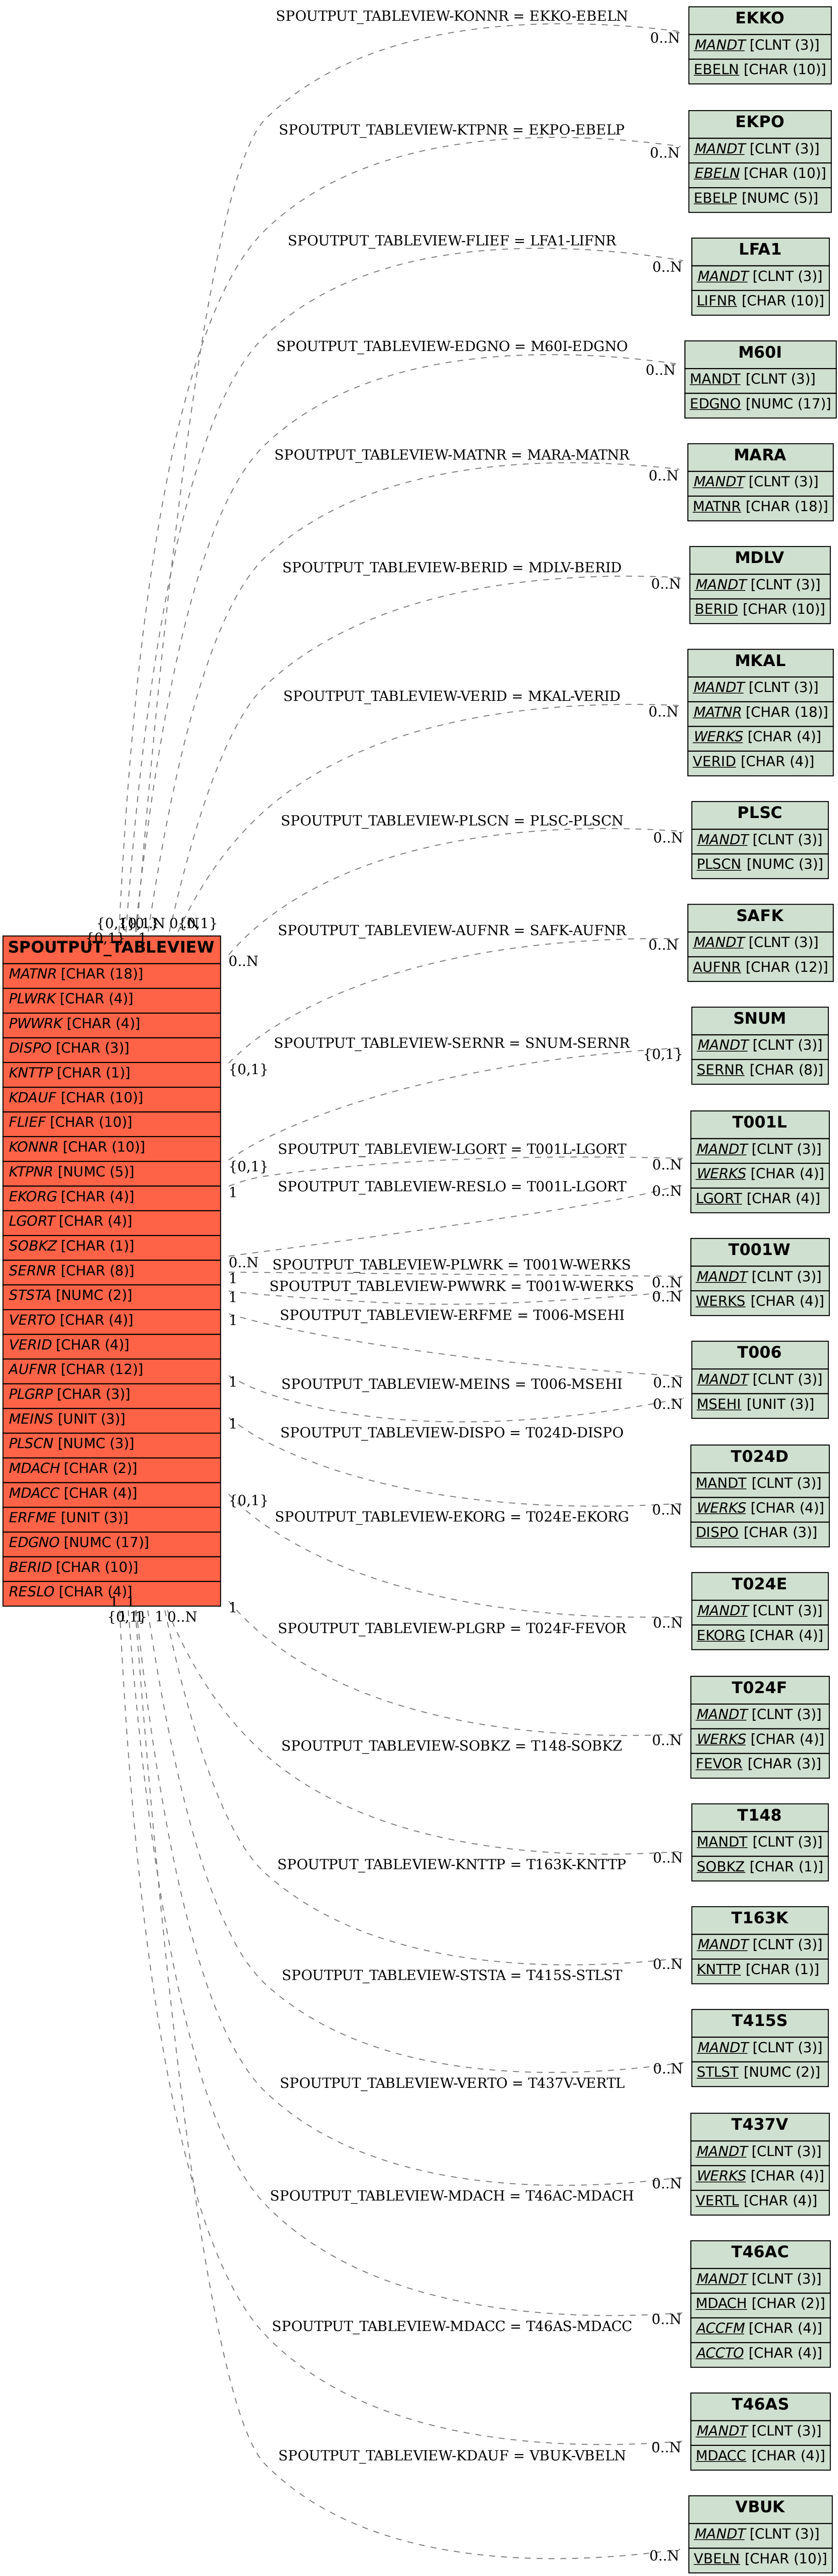 SPOUTPUT_TABLEVIEW-KONNR = EKKO-EBELN
0..N
EKKO
MANDT [CLNT (3)]
EBELN [CHAR (10)]
SPOUTPUT_TABLEVIEW-KTPNR = EKPO-EBELP
0..N
EKPO
MANDT [CLNT (3)]
EBELN [CHAR (10)]
EBELP [NUMC (5)]
SPOUTPUT_TABLEVIEW-FLIEF = LFA1-LIFNR
0..N
LFA1
MANDT [CLNT (3)]
LIFNR [CHAR (10)]
SPOUTPUT_TABLEVIEW-EDGNO = M60I-EDGNO
0..N
M60I
MANDT [CLNT (3)]
EDGNO [NUMC (17)]
SPOUTPUT_TABLEVIEW-MATNR = MARA-MATNR
0..N
MARA
MANDT [CLNT (3)]
MATNR [CHAR (18)]
SPOUTPUT_TABLEVIEW-BERID = MDLV-BERID
0..N
MDLV
MANDT [CLNT (3)]
BERID [CHAR (10)]
SPOUTPUT_TABLEVIEW-VERID = MKAL-VERID
0..N
MKAL
MANDT [CLNT (3)]
MATNR [CHAR (18)]
WERKS [CHAR (4)]
VERID [CHAR (4)]
SPOUTPUT_TABLEVIEW-PLSCN = PLSC-PLSCN
0..N
PLSC
MANDT [CLNT (3)]
PLSCN [NUMC (3)]
SPOUTPUT_TABLEVIEW-AUFNR = SAFK-AUFNR
0..N
SAFK
MANDT [CLNT (3)]
AUFNR [CHAR (12)]
SPOUTPUT_TABLEVIEW-SERNR = SNUM-SERNR
{0,1}
SNUM
MANDT [CLNT (3)]
SERNR [CHAR (8)]
SPOUTPUT_TABLEVIEW-LGORT = T001L-LGORT
0..N
SPOUTPUT_TABLEVIEW-RESLO = T001L-LGORT
0..N
T001L
MANDT [CLNT (3)]
WERKS [CHAR (4)]
LGORT [CHAR (4)]
SPOUTPUT_TABLEVIEW-PLWRK = T001W-WERKS
0..N
SPOUTPUT_TABLEVIEW-PWWRK = T001W-WERKS
0..N
T001W
MANDT [CLNT (3)]
WERKS [CHAR (4)]
SPOUTPUT_TABLEVIEW-ERFME = T006-MSEHI
0..N
SPOUTPUT_TABLEVIEW-MEINS = T006-MSEHI
0..N
T006
MANDT [CLNT (3)]
MSEHI [UNIT (3)]
SPOUTPUT_TABLEVIEW-DISPO = T024D-DISPO
0..N
T024D
MANDT [CLNT (3)]
WERKS [CHAR (4)]
DISPO [CHAR (3)]
SPOUTPUT_TABLEVIEW-EKORG = T024E-EKORG
0..N
T024E
MANDT [CLNT (3)]
EKORG [CHAR (4)]
SPOUTPUT_TABLEVIEW-PLGRP = T024F-FEVOR
0..N
T024F
MANDT [CLNT (3)]
WERKS [CHAR (4)]
FEVOR [CHAR (3)]
SPOUTPUT_TABLEVIEW-SOBKZ = T148-SOBKZ
0..N
T148
MANDT [CLNT (3)]
SOBKZ [CHAR (1)]
SPOUTPUT_TABLEVIEW-KNTTP = T163K-KNTTP
0..N
T163K
MANDT [CLNT (3)]
KNTTP [CHAR (1)]
SPOUTPUT_TABLEVIEW-STSTA = T415S-STLST
0..N
T415S
MANDT [CLNT (3)]
STLST [NUMC (2)]
SPOUTPUT_TABLEVIEW-VERTO = T437V-VERTL
0..N
T437V
MANDT [CLNT (3)]
WERKS [CHAR (4)]
VERTL [CHAR (4)]
SPOUTPUT_TABLEVIEW-MDACH = T46AC-MDACH
0..N
T46AC
MANDT [CLNT (3)]
MDACH [CHAR (2)]
ACCFM [CHAR (4)]
ACCTO [CHAR (4)]
SPOUTPUT_TABLEVIEW-MDACC = T46AS-MDACC
0..N
T46AS
MANDT [CLNT (3)]
MDACC [CHAR (4)]
SPOUTPUT_TABLEVIEW-KDAUF = VBUK-VBELN
0..N
VBUK
MANDT [CLNT (3)]
VBELN [CHAR (10)]
SPOUTPUT_TABLEVIEW
MATNR [CHAR (18)]
PLWRK [CHAR (4)]
PWWRK [CHAR (4)]
DISPO [CHAR (3)]
KNTTP [CHAR (1)]
KDAUF [CHAR (10)]
FLIEF [CHAR (10)]
KONNR [CHAR (10)]
KTPNR [NUMC (5)]
EKORG [CHAR (4)]
LGORT [CHAR (4)]
SOBKZ [CHAR (1)]
SERNR [CHAR (8)]
STSTA [NUMC (2)]
VERTO [CHAR (4)]
VERID [CHAR (4)]
AUFNR [CHAR (12)]
PLGRP [CHAR (3)]
MEINS [UNIT (3)]
PLSCN [NUMC (3)]
MDACH [CHAR (2)]
MDACC [CHAR (4)]
ERFME [UNIT (3)]
EDGNO [NUMC (17)]
BERID [CHAR (10)]
RESLO [CHAR (4)]
0..N
{0,1}
{0,1}
1
0..N
1
1
1
1
1
{0,1}
1
1
0..N